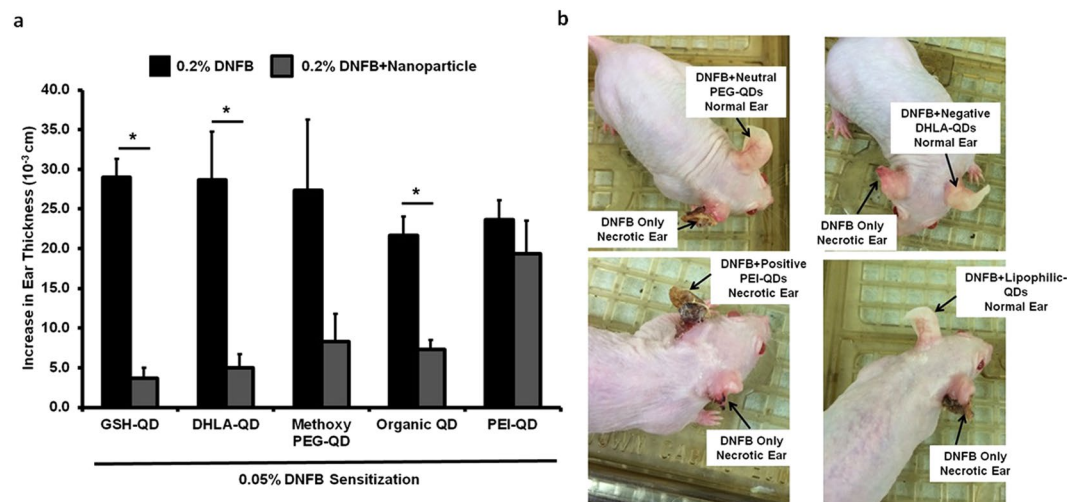 a
0.2% DNFB
0.2% DNFB+Nanoparticle
Increase in Ear Thickness (10-3 cm)
40.0
35.0
30.0
25.0
20.0
15.0
10.0
5.0
0.0
*
*
*
GSH-QD
DHLA-QD
Methoxy
PEG-QD
Organic QD
PEI-QD
0.05% DNFB Sensitization
b
DNFB+Neutral
PEG-QDs
Normal Ear
DNFB Only
Necrotic Ear
DNFB+Negative
DHLA-QDs
Normal Ear
DNFB Only
Necrotic Ear
DNFB+Positive
PEI-QDs
Necrotic Ear
DNFB Only
Necrotic Ear
DNFB+Lipophilic-
QDs
Normal Ear
DNFB Only
Necrotic Ear